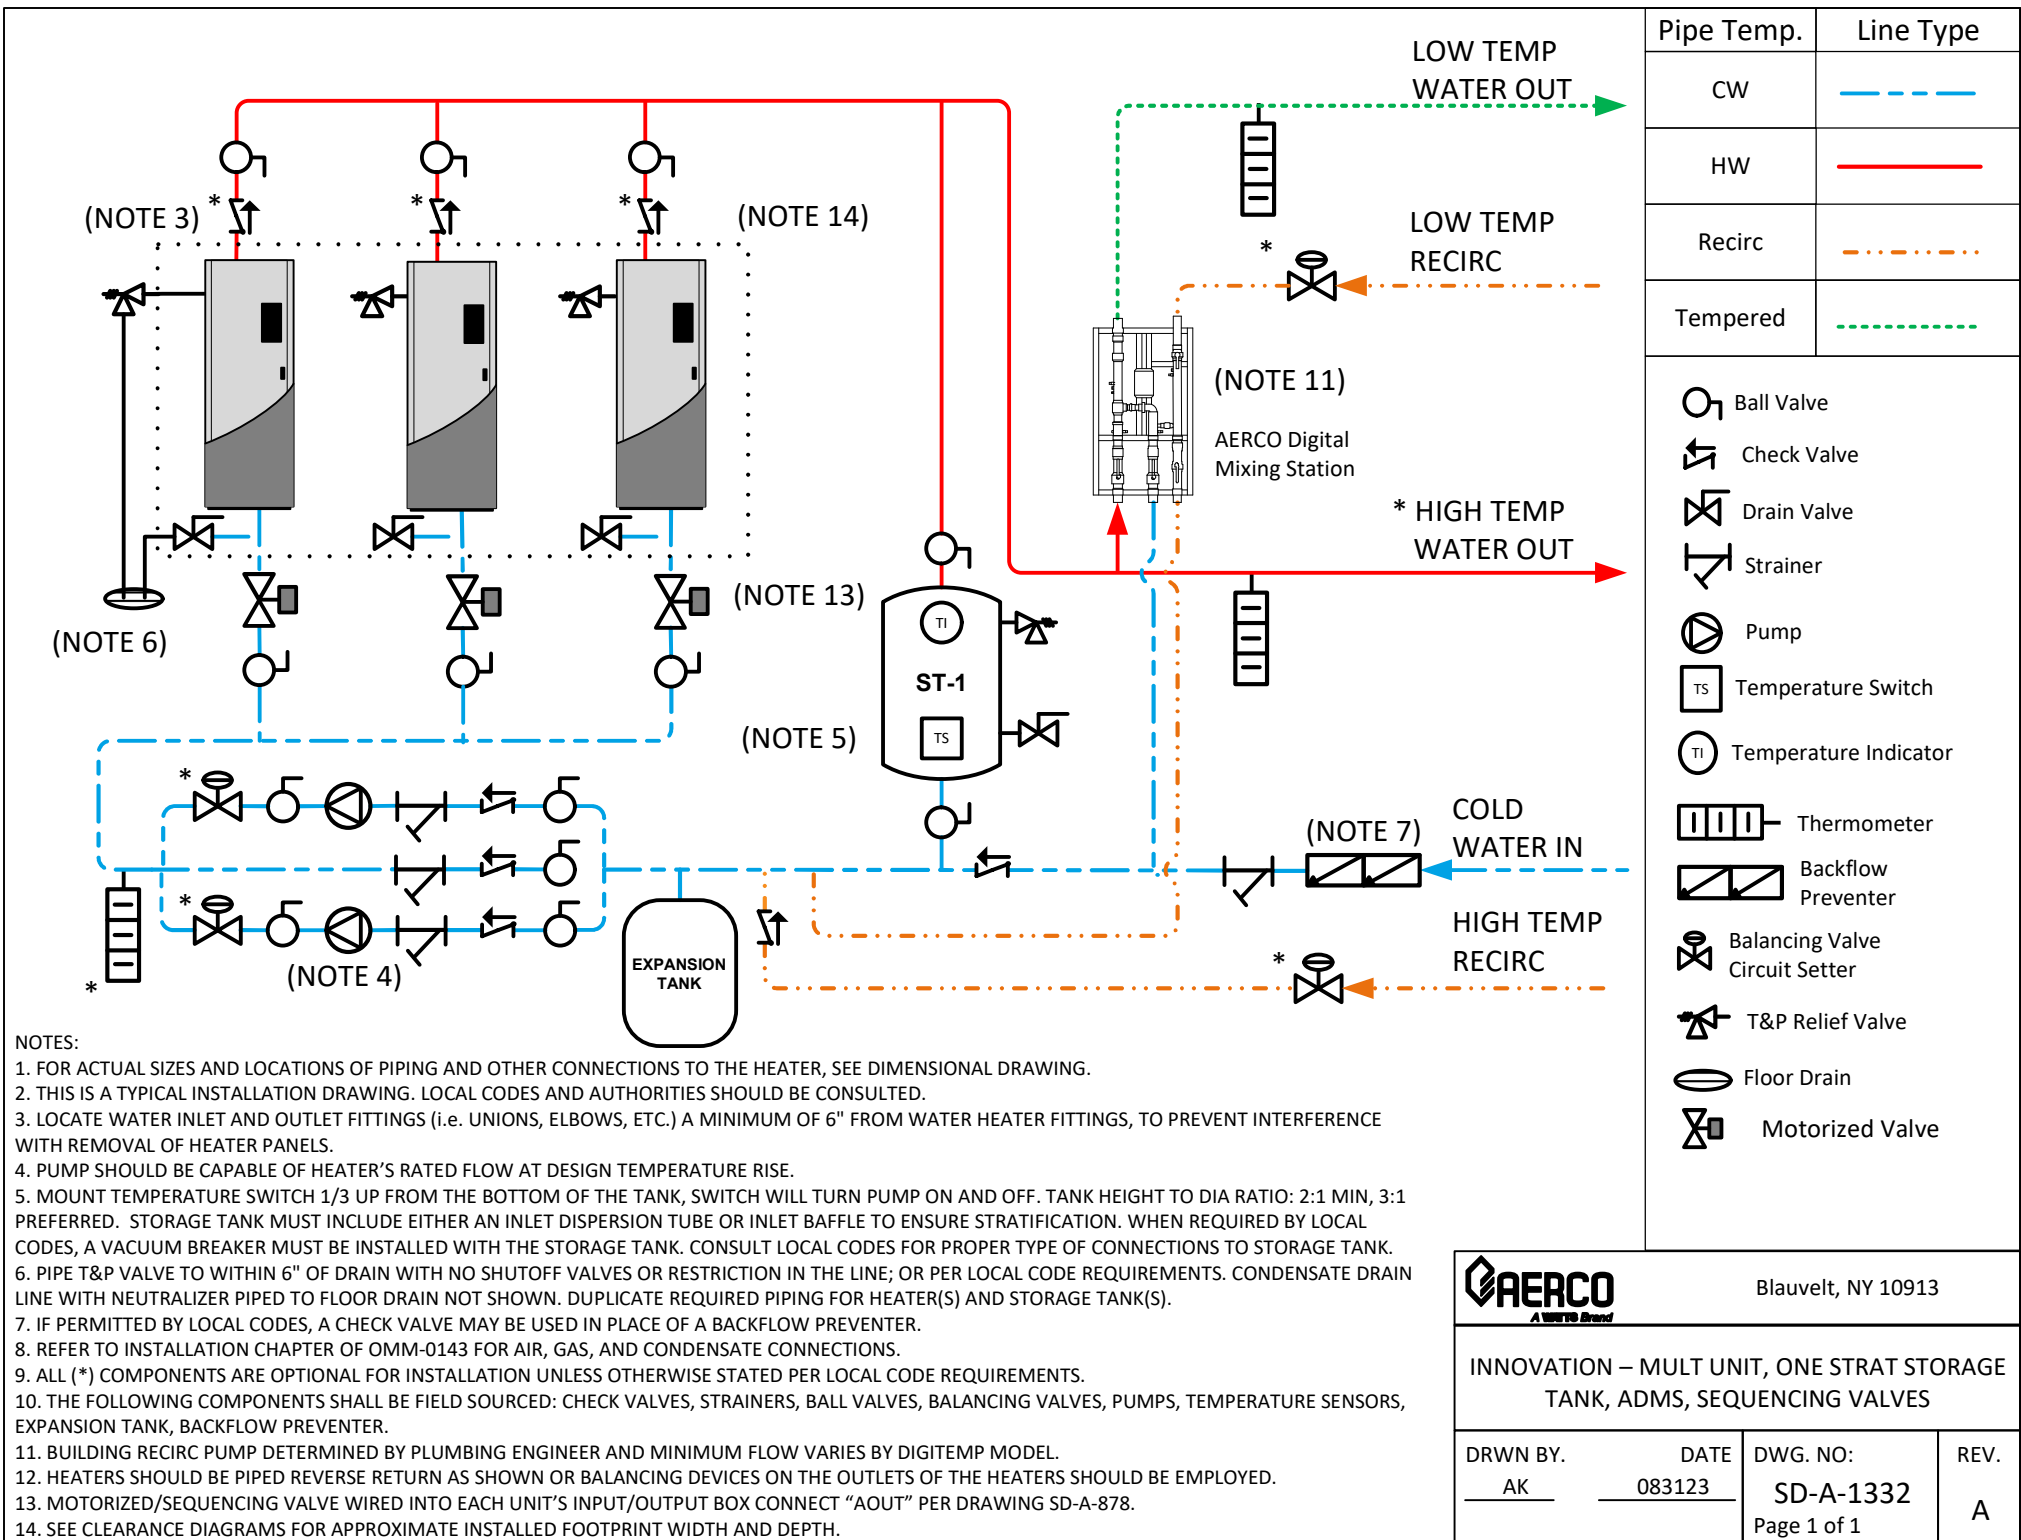 LOW TEMP
WATER OUT
Pipe Temp. Line Type
CW
HW
Recirc
Tempered
(NOTE 3)
*
*
*
(NOTE 14)
*
LOW TEMP
RECIRC
(NOTE 11)
AERCO Digital
Mixing Station
* HIGH TEMP
WATER OUT
(NOTE 6)
(NOTE 13)
TI
ST-1
(NOTE 5)
TS
*
*
(NOTE 4)
*
EXPANSION
TANK
(NOTE 7)
COLD
WATER IN
HIGH TEMP
RECIRC
*
Ball Valve
Check Valve
Drain Valve
Strainer
Pump
TS Temperature Switch
TI Temperature Indicator
Thermometer
Backflow
Preventer
Balancing Valve
Circuit Setter
T&P Relief Valve
Floor Drain
Motorized Valve
NOTES:
1. FOR ACTUAL SIZES AND LOCATIONS OF PIPING AND OTHER CONNECTIONS TO THE HEATER, SEE DIMENSIONAL DRAWING.
2. THIS IS A TYPICAL INSTALLATION DRAWING. LOCAL CODES AND AUTHORITIES SHOULD BE CONSULTED.
3. LOCATE WATER INLET AND OUTLET FITTINGS (i.e. UNIONS, ELBOWS, ETC.) A MINIMUM OF 6" FROM WATER HEATER FITTINGS, TO PREVENT INTERFERENCE
WITH REMOVAL OF HEATER PANELS.
4. PUMP SHOULD BE CAPABLE OF HEATER'S RATED FLOW AT DESIGN TEMPERATURE RISE.
5. MOUNT TEMPERATURE SWITCH 1/3 UP FROM THE BOTTOM OF THE TANK, SWITCH WILL TURN PUMP ON AND OFF. TANK HEIGHT TO DIA RATIO: 2:1 MIN, 3:1
PREFERRED. STORAGE TANK MUST INCLUDE EITHER AN INLET DISPERSION TUBE OR INLET BAFFLE TO ENSURE STRATIFICATION. WHEN REQUIRED BY LOCAL
CODES, A VACUUM BREAKER MUST BE INSTALLED WITH THE STORAGE TANK. CONSULT LOCAL CODES FOR PROPER TYPE OF CONNECTIONS TO STORAGE TANK.
6. PIPE T&P VALVE TO WITHIN 6" OF DRAIN WITH NO SHUTOFF VALVES OR RESTRICTION IN THE LINE; OR PER LOCAL CODE REQUIREMENTS. CONDENSATE DRAIN
LINE WITH NEUTRALIZER PIPED TO FLOOR DRAIN NOT SHOWN. DUPLICATE REQUIRED PIPING FOR HEATER(S) AND STORAGE TANK(S).
7. IF PERMITTED BY LOCAL CODES, A CHECK VALVE MAY BE USED IN PLACE OF A BACKFLOW PREVENTER.
8. REFER TO INSTALLATION CHAPTER OF OMM-0143 FOR AIR, GAS, AND CONDENSATE CONNECTIONS.
9. ALL (*) COMPONENTS ARE OPTIONAL FOR INSTALLATION UNLESS OTHERWISE STATED PER LOCAL CODE REQUIREMENTS.
10. THE FOLLOWING COMPONENTS SHALL BE FIELD SOURCED: CHECK VALVES, STRAINERS, BALL VALVES, BALANCING VALVES, PUMPS, TEMPERATURE SENSORS,
EXPANSION TANK, BACKFLOW PREVENTER.
11. BUILDING RECIRC PUMP DETERMINED BY PLUMBING ENGINEER AND MINIMUM FLOW VARIES BY DIGITEMP MODEL.
12. HEATERS SHOULD BE PIPED REVERSE RETURN AS SHOWN OR BALANCING DEVICES ON THE OUTLETS OF THE HEATERS SHOULD BE EMPLOYED.
13. MOTORIZED/SEQUENCING VALVE WIRED INTO EACH UNIT'S INPUT/OUTPUT BOX CONNECT “AOUT” PER DRAWING SD-A-878.
14. SEE CLEARANCE DIAGRAMS FOR APPROXIMATE INSTALLED FOOTPRINT WIDTH AND DEPTH.
AERCO
A WATTS Brand
Blauvelt, NY 10913
INNOVATION – MULT UNIT, ONE STRAT STORAGE
TANK, ADMS, SEQUENCING VALVES
DRWN BY. DATE
AK 083123
DWG. NO:
SD-A-1332
Page 1 of 1
REV.
A